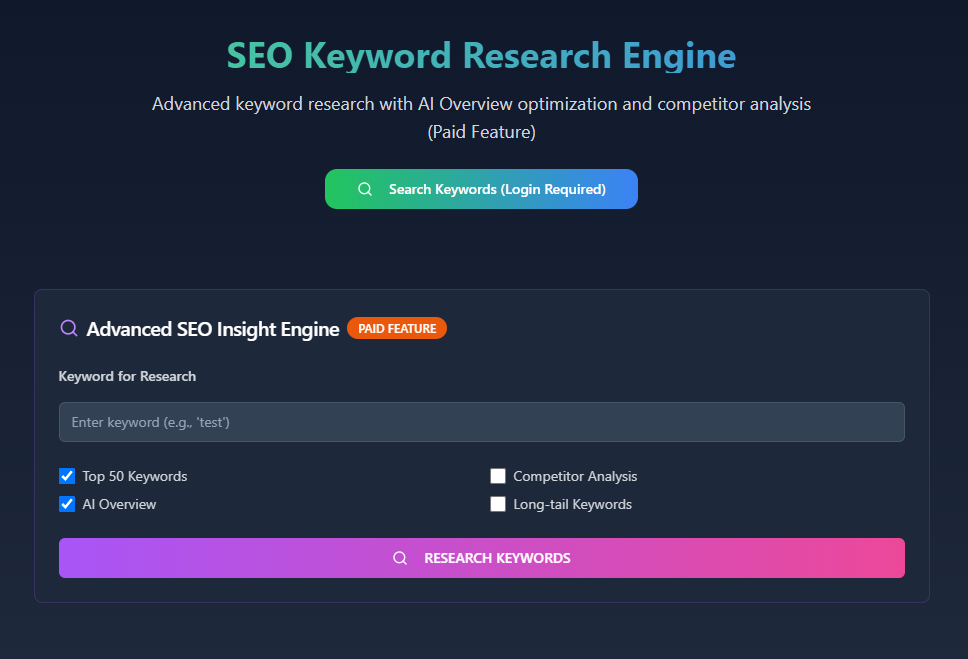 SEO Keyword Research Engine
Advanced keyword research with AI Overview optimization and competitor analysis
(Paid Feature)
Search Keywords (Login Required)
Advanced SEO Insight Engine PAID FEATURE
Keyword for Research
Enter keyword (e.g., 'test')
Top 50 Keywords Competitor Analysis
AI Overview Long-tail Keywords
RESEARCH KEYWORDS